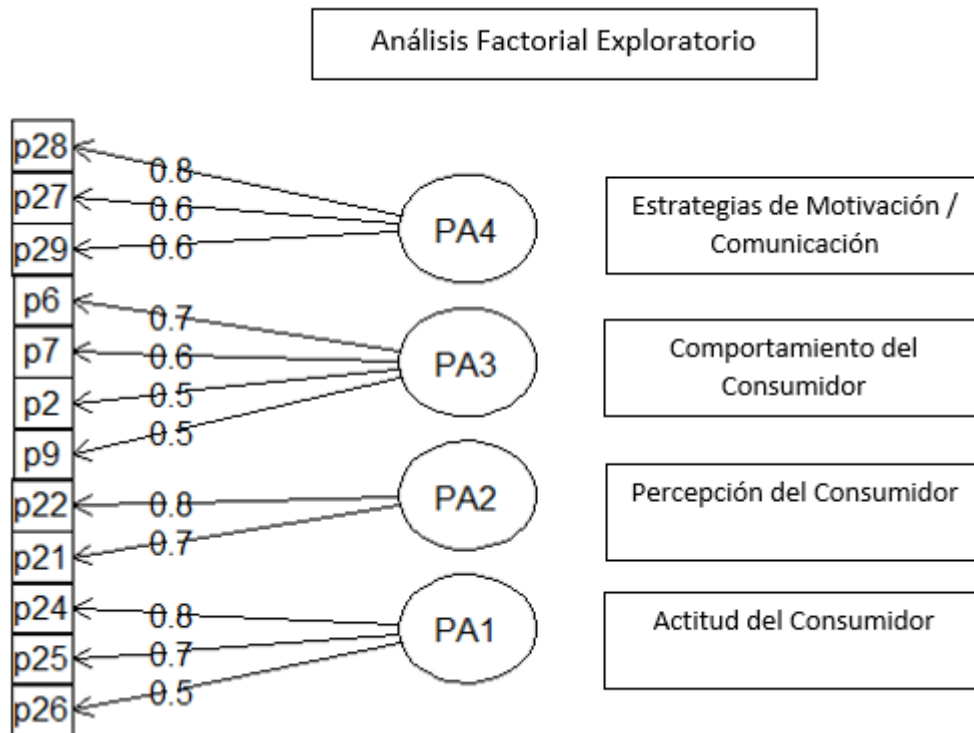 Análisis Factorial Exploratorio
p28
0.8
p27
0.6
p29
0.6
PA4
Estrategias de Motivación /
Comunicación
p6
0.7
p7
0.6
p2
0.5
p9
0.5
PA3
Comportamiento del
Consumidor
p22
0.8
p21
0.7
PA2
Percepción del Consumidor
p24
0.8
p25
0.7
p26
0.5
PA1
Actitud del Consumidor